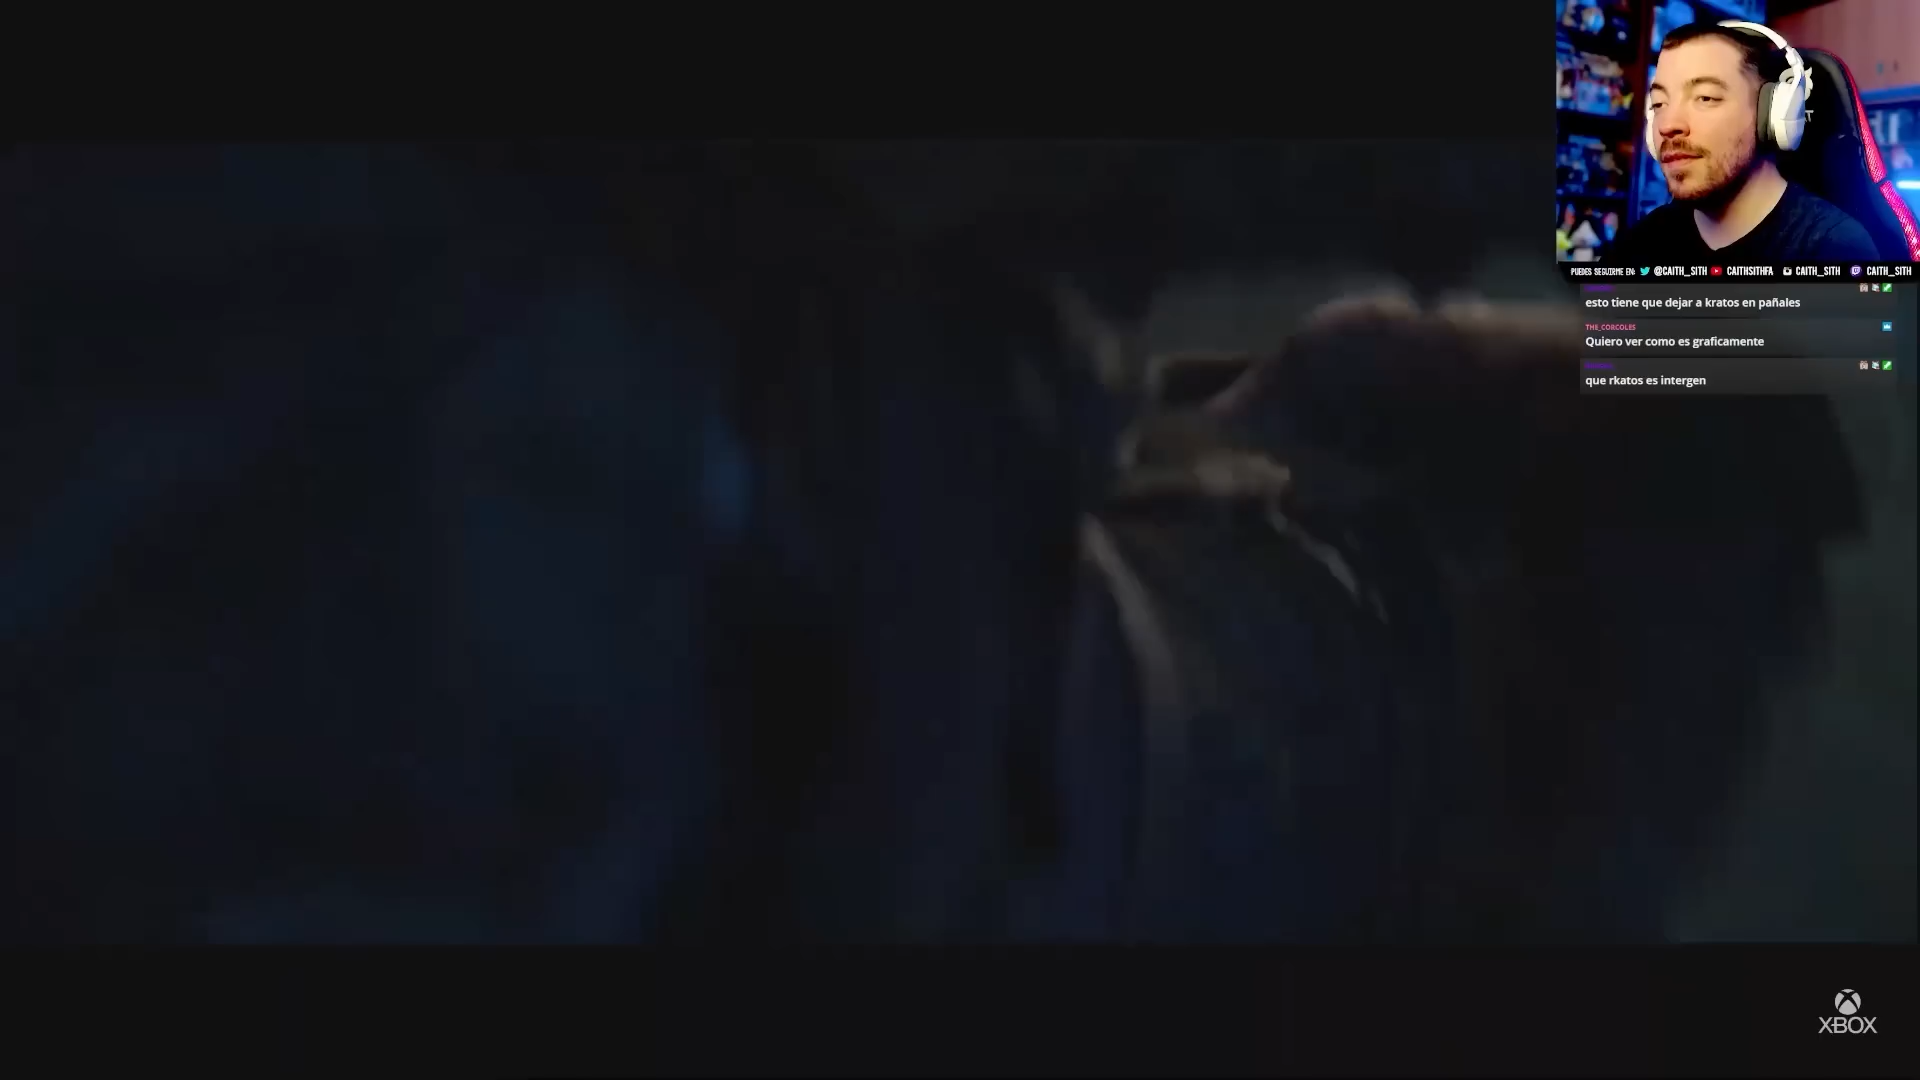 PUEDES SEGUIRME EN: @CAITH_SITH CAITHSITHFA CAITH_SITH CAITH_SITH
esto tiene que dejar a kratos en pañales
THE_CORCOLES
Quiero ver como es graficamente
que rkatos es intergen
XBOX